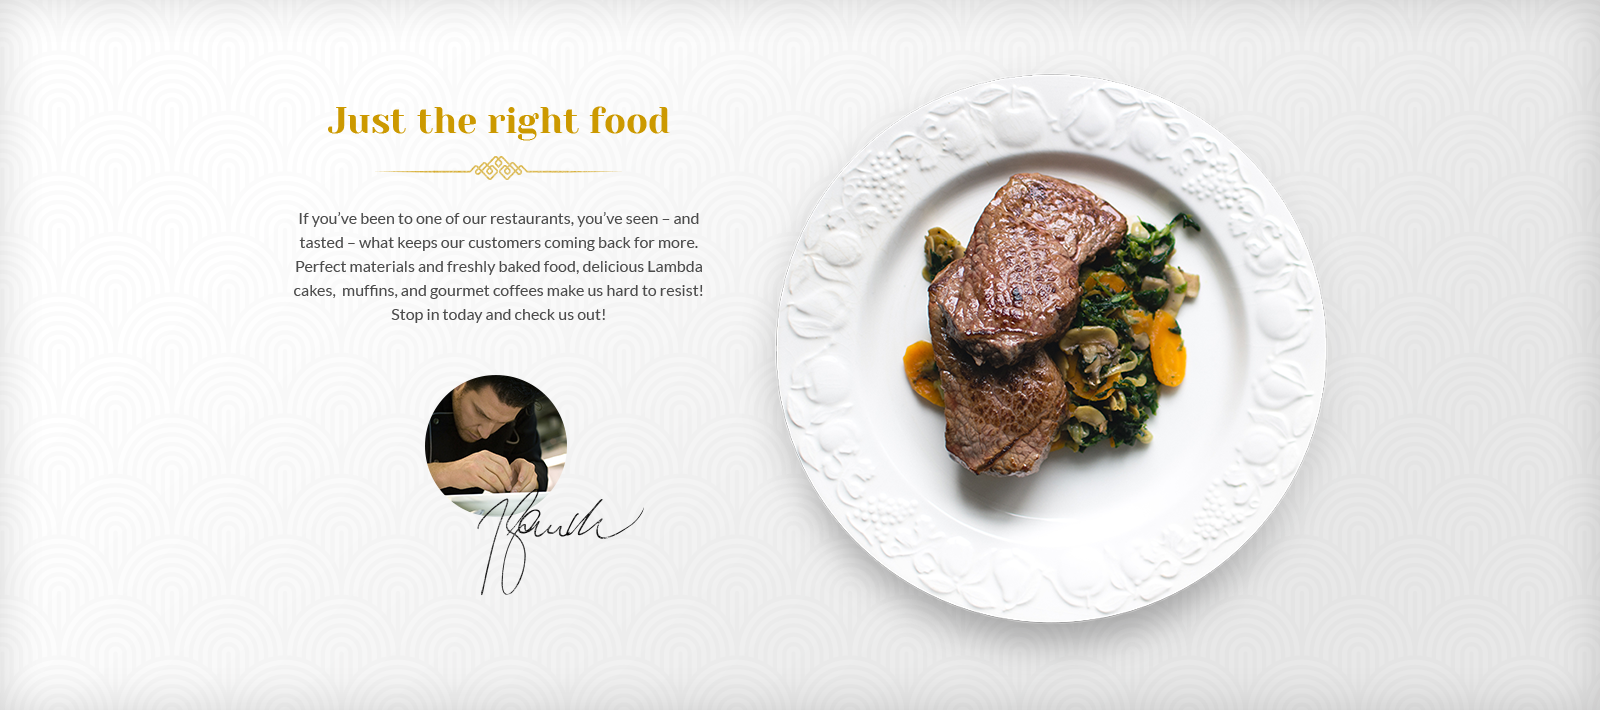 Just the right food
If you’ve been to one of our restaurants, you’ve seen – and
tasted – what keeps our customers coming back for more.
Perfect materials and freshly baked food, delicious Lambda
cakes,  muffins, and gourmet coffees make us hard to resist!
Stop in today and check us out!